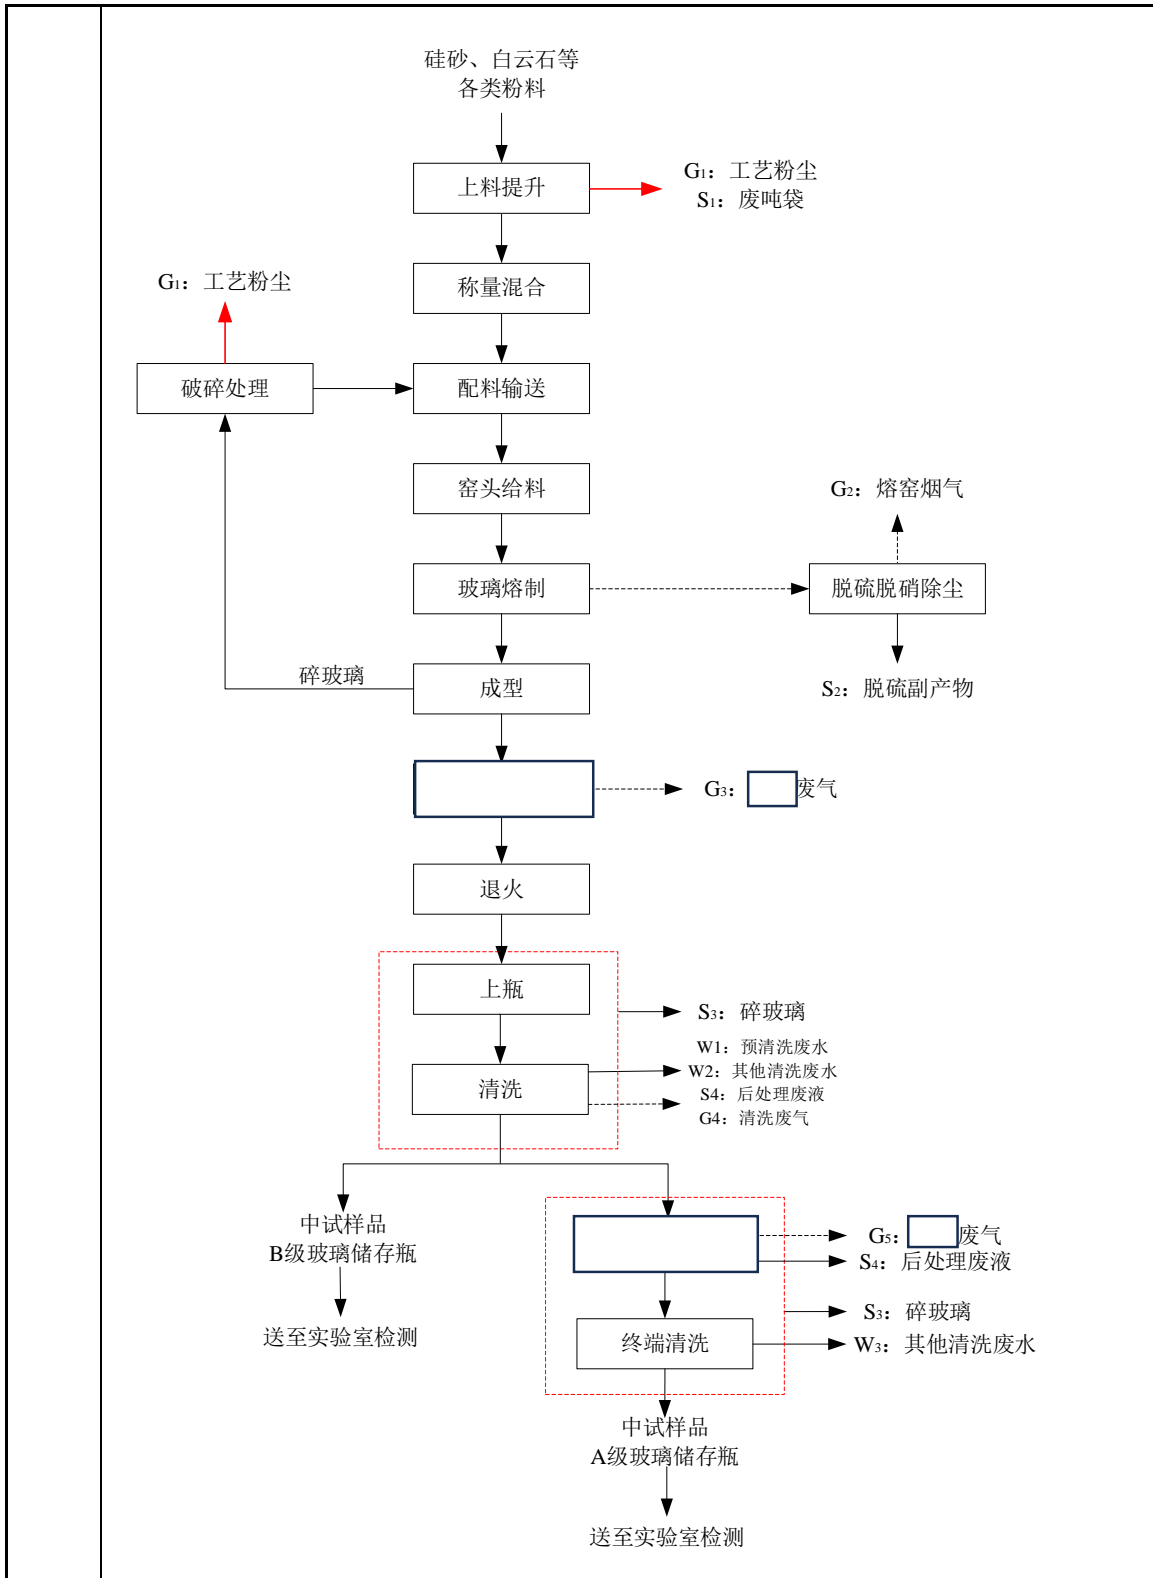 硅砂、白云石等
各类粉料
上料提升
G1：工艺粉尘
S1：废吨袋
称量混合
G1：工艺粉尘
破碎处理
配料输送
窑头给料
G2：熔窑烟气
玻璃熔制
脱硫脱硝除尘
碎玻璃
成型
S2：脱硫副产物
G3：
废气
退火
上瓶
S3：碎玻璃
W1：预清洗废水
W2：其他清洗废水
清洗
S4：后处理废液
G4：清洗废气
中试样品
B级玻璃储存瓶
G5：
废气
S4：后处理废液
S3：碎玻璃
送至实验室检测
终端清洗
W3：其他清洗废水
中试样品
A级玻璃储存瓶
送至实验室检测